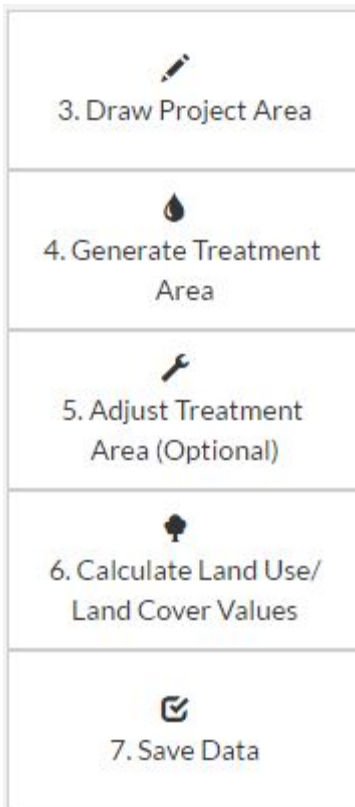 3. Draw Project Area
4. Generate Treatment
Area
5. Adjust Treatment
Area (Optional)
6. Calculate Land Use/
Land Cover Values
7. Save Data